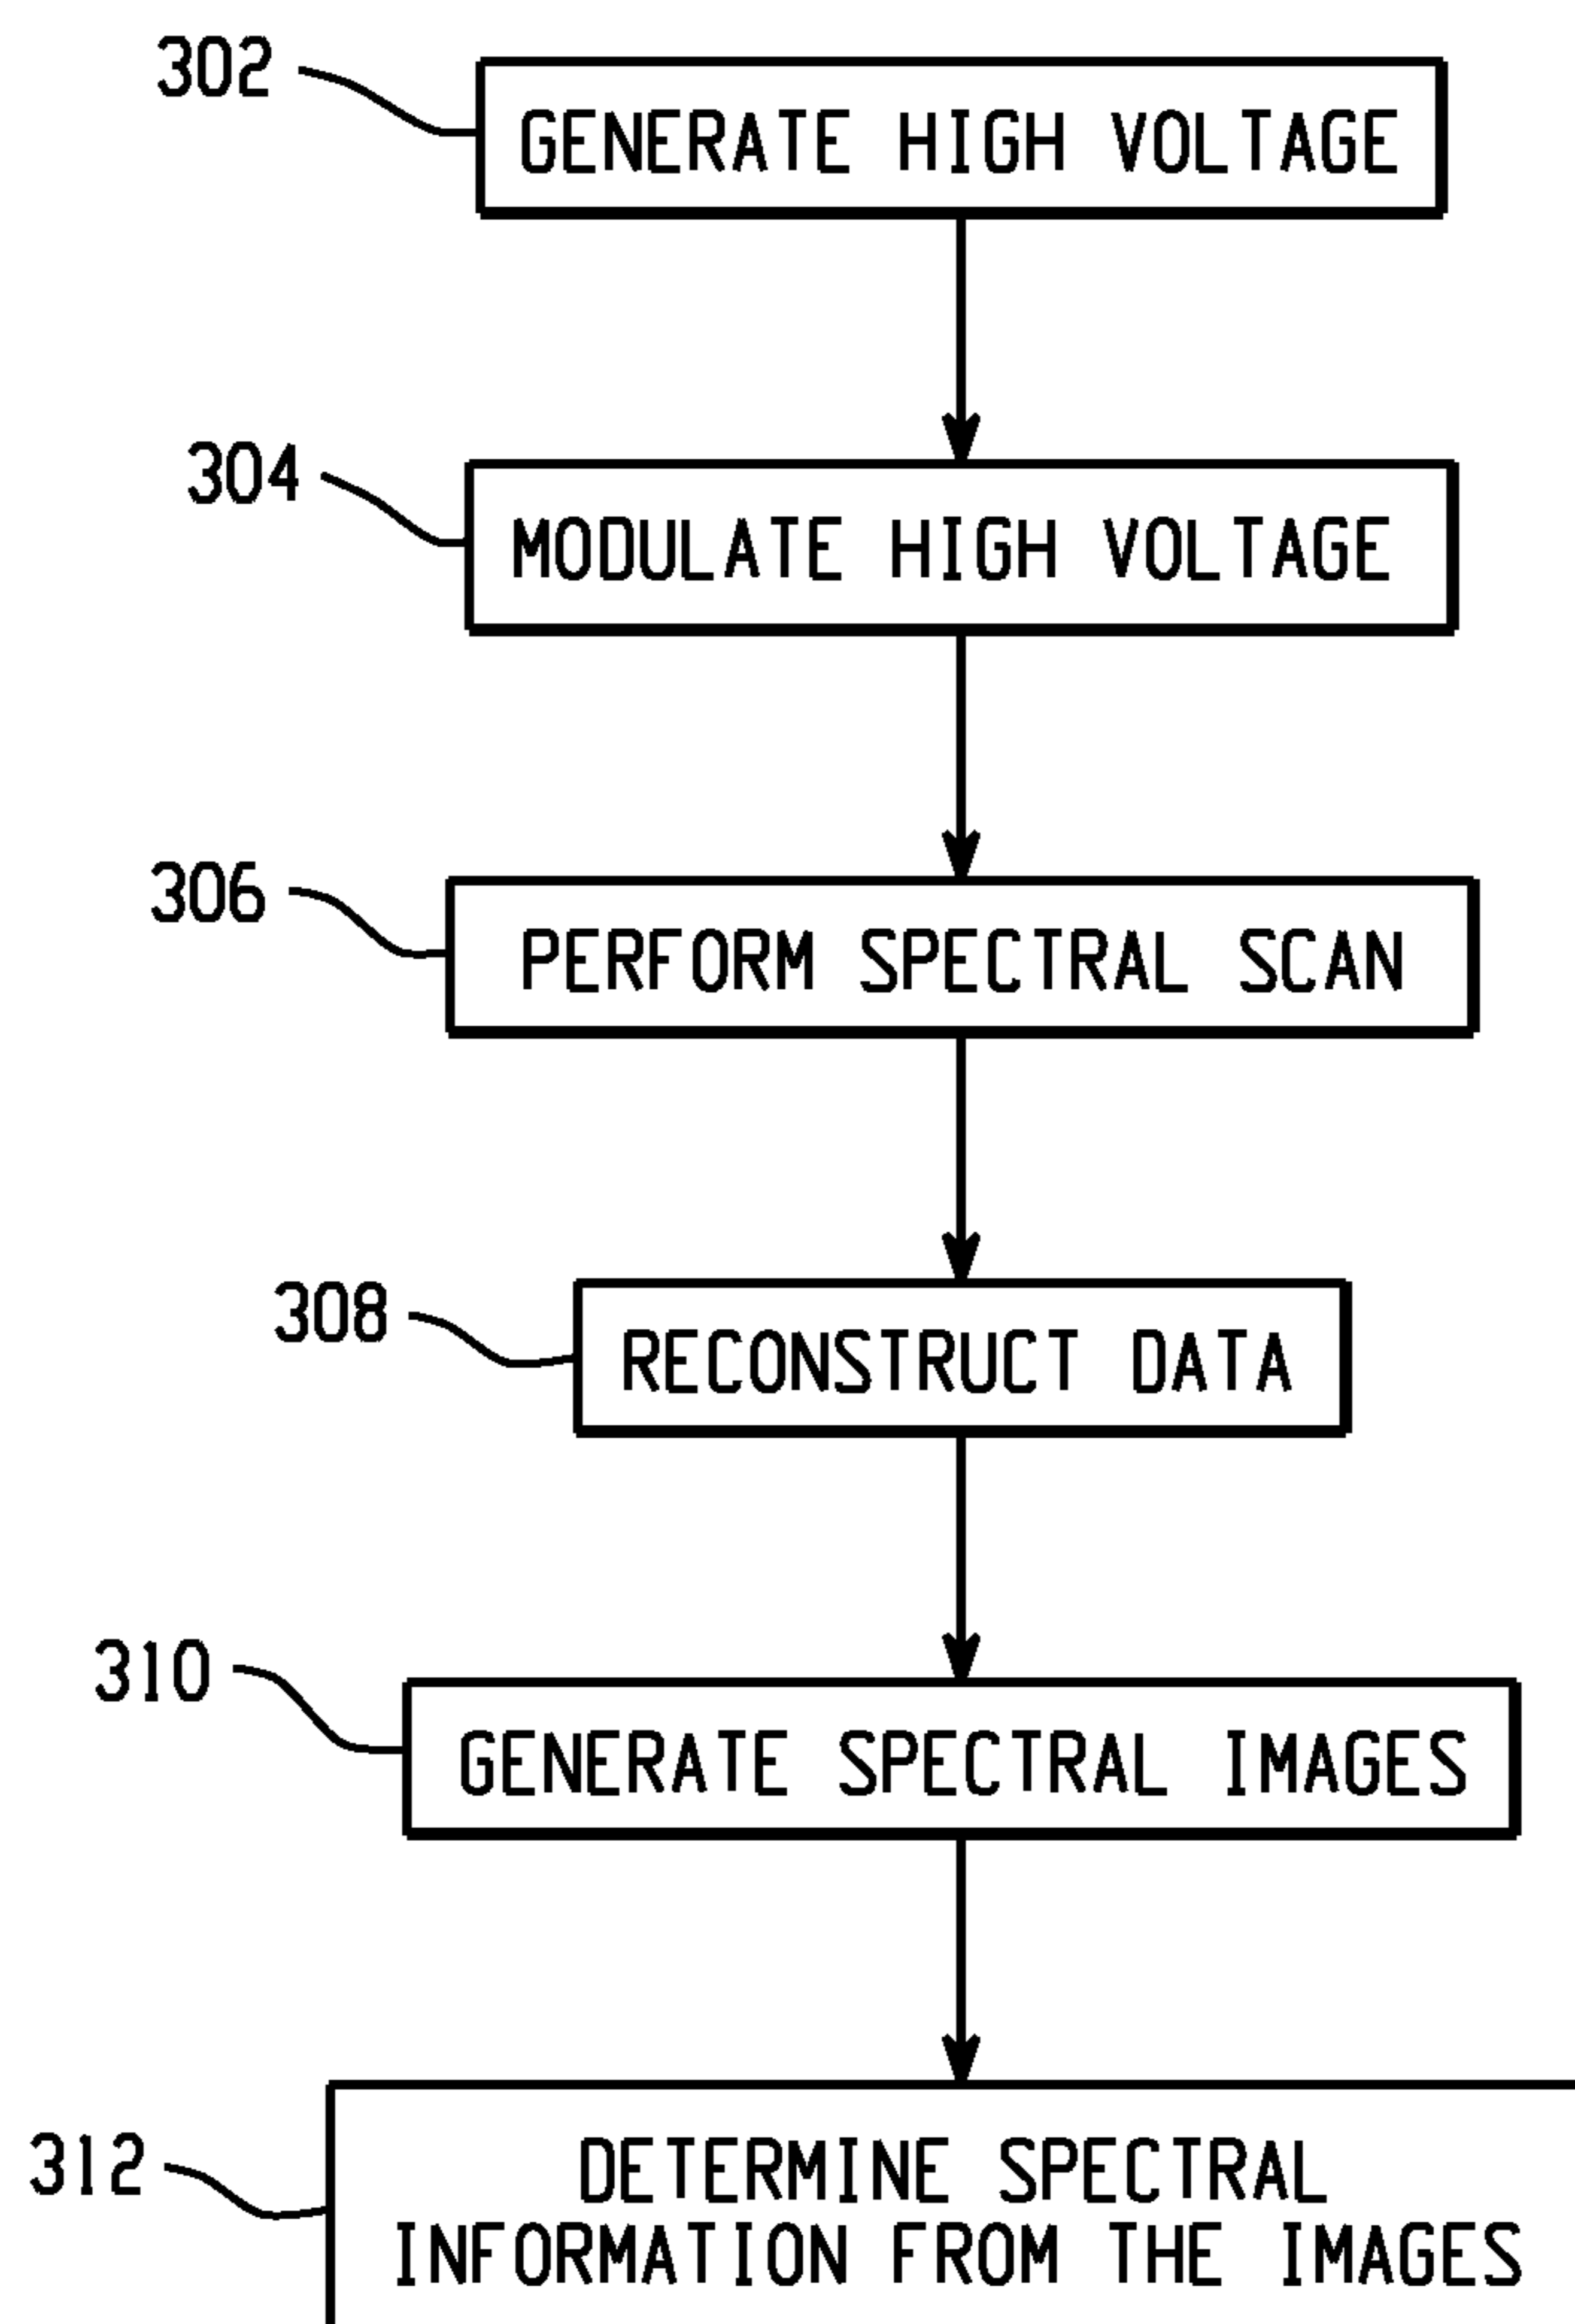 302
GENERATE HIGH VOLTAGE
304
MODULATE HIGH VOLTAGE
306
PERFORM SPECTRAL SCAN
308
RECONSTRUCT DATA
310
GENERATE SPECTRAL IMAGES
312
DETERMINE SPECTRAL
INFORMATION FROM THE IMAGES